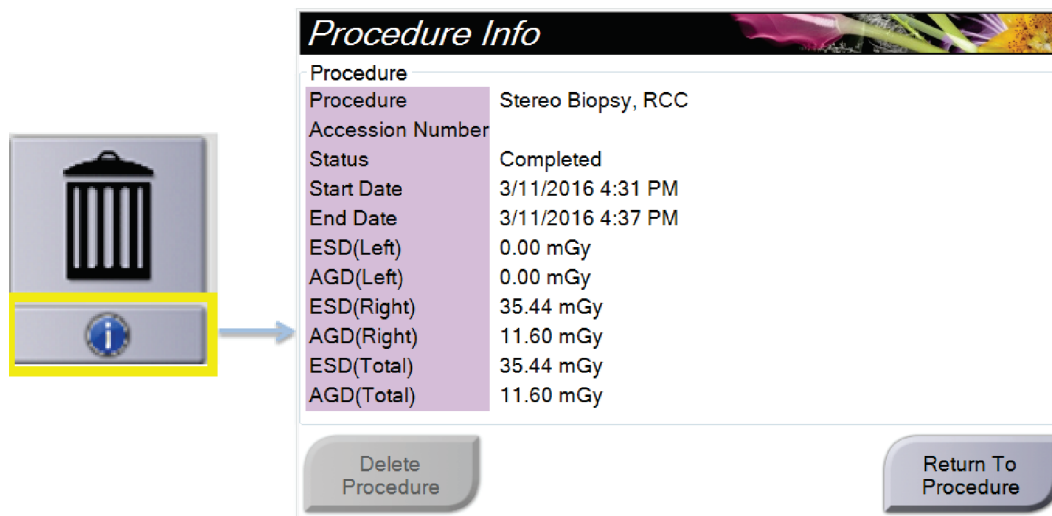 Procedure Info
Procedure
Procedure Stereo Biopsy, RCC
Accession Number
Status Completed
Start Date 3/11/2016 4:31 PM
End Date 3/11/2016 4:37 PM
ESD(Left) 0.00 mGy
AGD(Left) 0.00 mGy
ESD(Right) 35.44 mGy
AGD(Right) 11.60 mGy
ESD(Total) 35.44 mGy
AGD(Total) 11.60 mGy
Delete
Procedure
Return To
Procedure